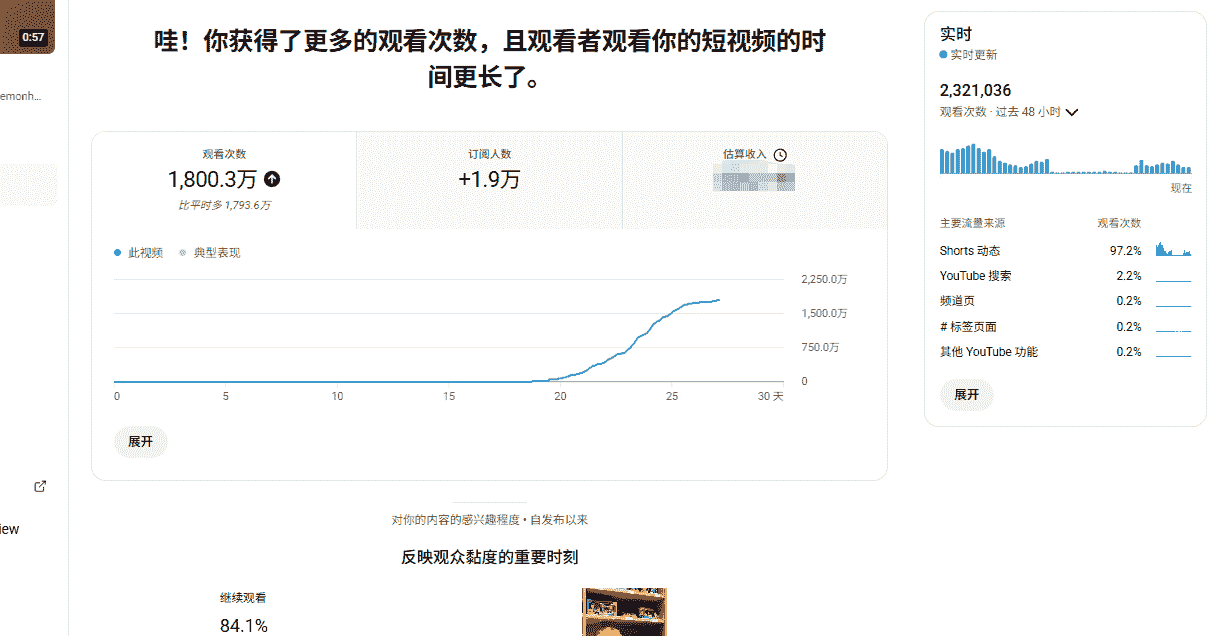 0:57
emonh...
iew
哇！你获得了更多的观看次数，且观看者观看你的短视频的时
间更长了。
观看次数
1,800.3万
比平时多 1,793.6万
订阅人数
+1.9万
估算收入
此视频
典型表现
2,250.0万
1,500.0万
750.0万
0
0
5
10
15
20
25
30 天
展开
对你的内容的感兴趣程度 • 自发布以来
反映观众黏度的重要时刻
继续观看
84.1%
实时
实时更新
2,321,036
观看次数 · 过去 48 小时
现在
主要流量来源 观看次数
Shorts 动态 97.2%
YouTube 搜索 2.2%
频道页 0.2%
# 标签页面 0.2%
其他 YouTube 功能 0.2%
展开